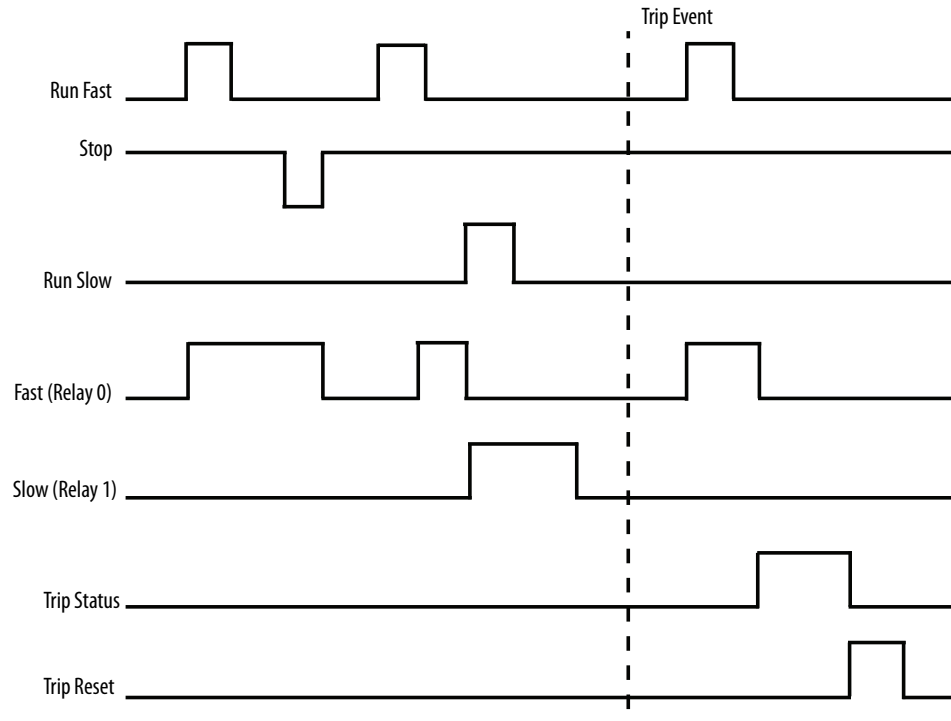 Trip Event
Run Fast
Stop
Run Slow
Fast (Relay 0)
Slow (Relay 1)
Trip Status
Trip Reset